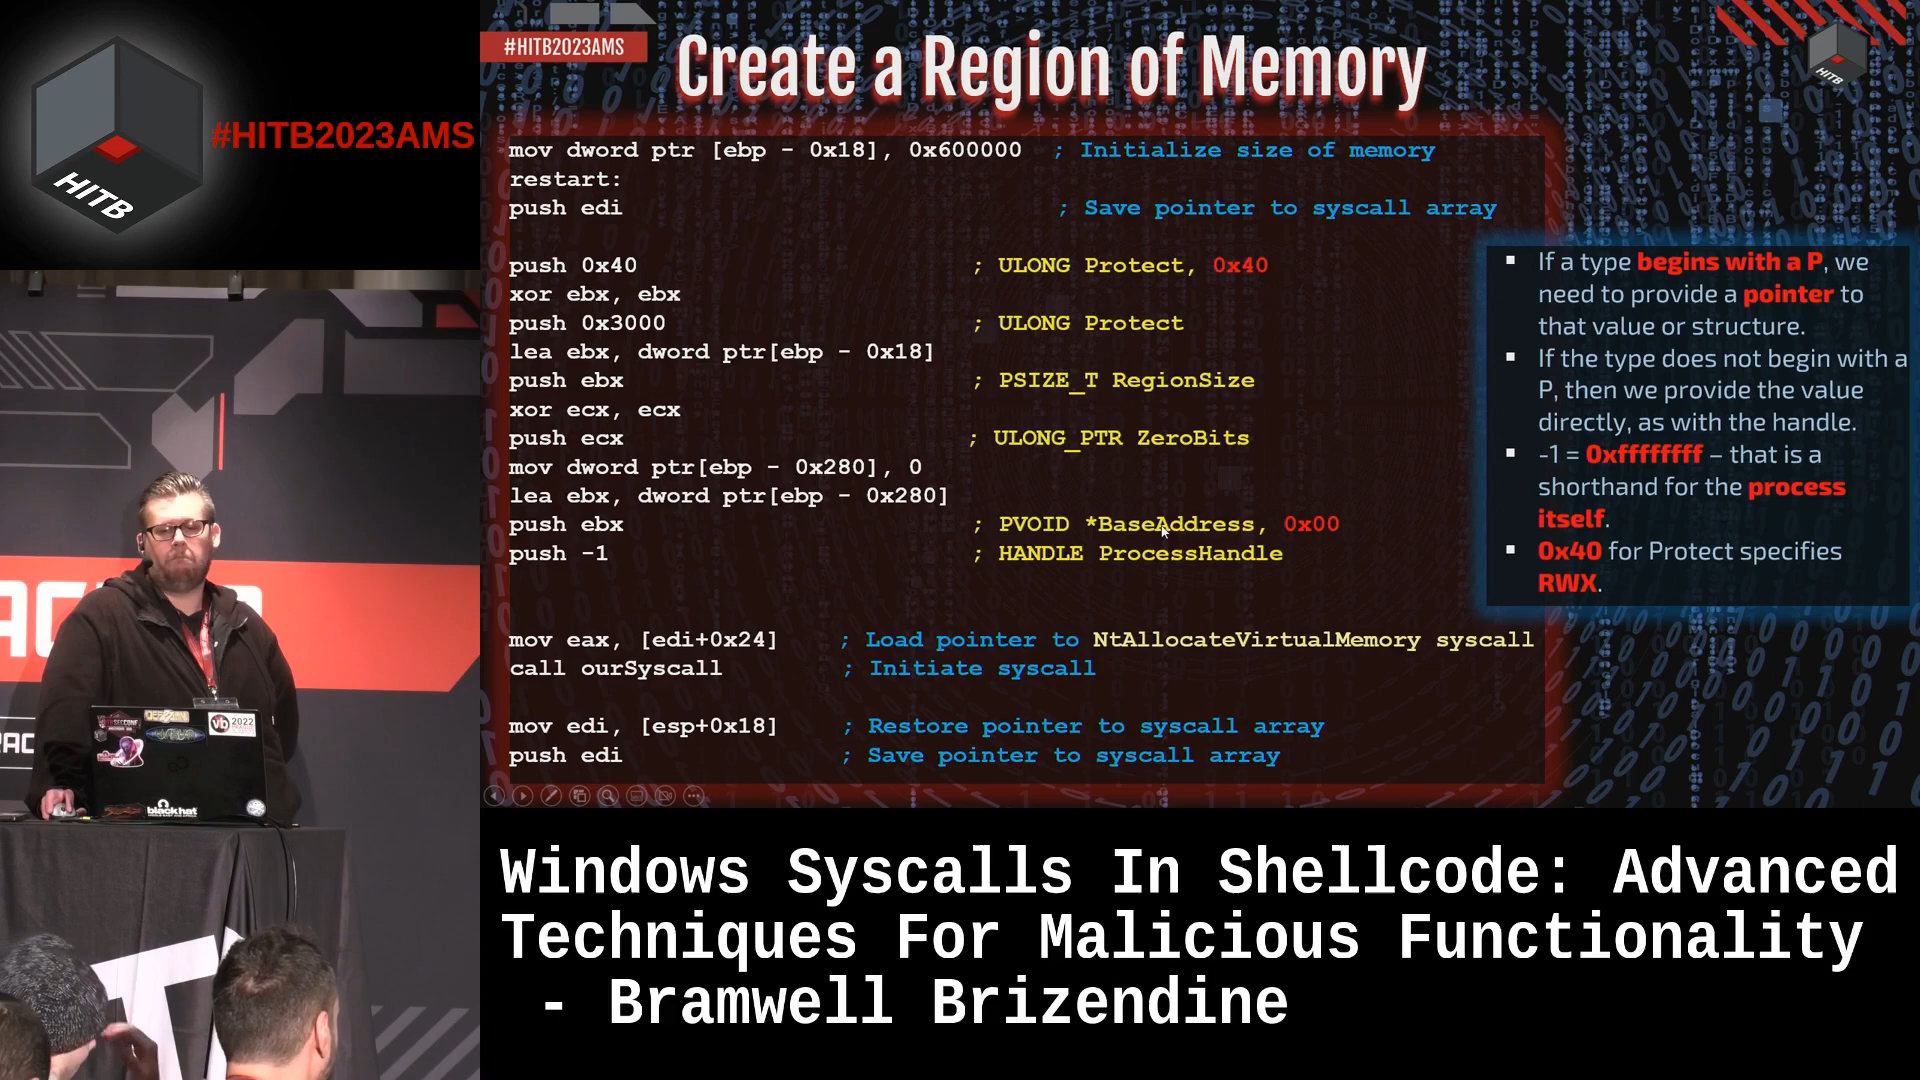 HITB
#HITB2023AMS
#HITB2023AMS
Create a Region of Memory
HITB
mov dword ptr [ebp - 0x18], 0x600000 ; Initialize size of memory
restart:
push edi ; Save pointer to syscall array
push 0x40 ; ULONG Protect, 0x40
xor ebx, ebx
push 0x3000 ; ULONG Protect
lea ebx, dword ptr[ebp - 0x18]
push ebx ; PSIZE_T RegionSize
xor ecx, ecx
push ecx ; ULONG_PTR ZeroBits
mov dword ptr[ebp - 0x280], 0
lea ebx, dword ptr[ebp - 0x280]
push ebx ; PVOID *BaseAddress, 0x00
push -1 ; HANDLE ProcessHandle
mov eax, [edi+0x24] ; Load pointer to NtAllocateVirtualMemory syscall
call ourSyscall ; Initiate syscall
mov edi, [esp+0x18] ; Restore pointer to syscall array
push edi ; Save pointer to syscall array
▪ If a type begins with a P, we
need to provide a pointer to
that value or structure.
▪ If the type does not begin with a
P, then we provide the value
directly, as with the handle.
▪ -1 = 0xffffffff – that is a
shorthand for the process
itself.
▪ 0x40 for Protect specifies
RWX.
vb 2022
black hat
Windows Syscalls In Shellcode: Advanced
Techniques For Malicious Functionality
- Bramwell Brizendine